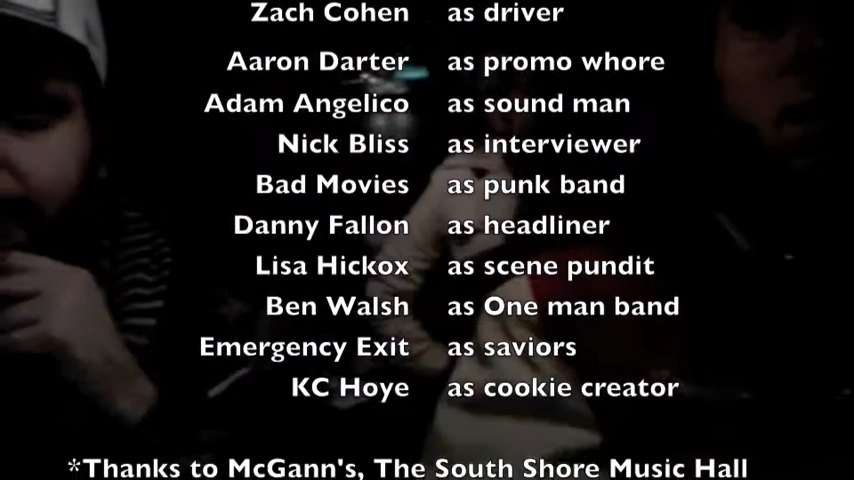 Zach Cohen as driver
Aaron Darter as promo whore
Adam Angelico as sound man
Nick Bliss as interviewer
Bad Movies as punk band
Danny Fallon as headliner
Lisa Hickox as scene pundit
Ben Walsh as One man band
Emergency Exit as saviors
KC Hoye as cookie creator
*Thanks to McGann's, The South Shore Music Hall